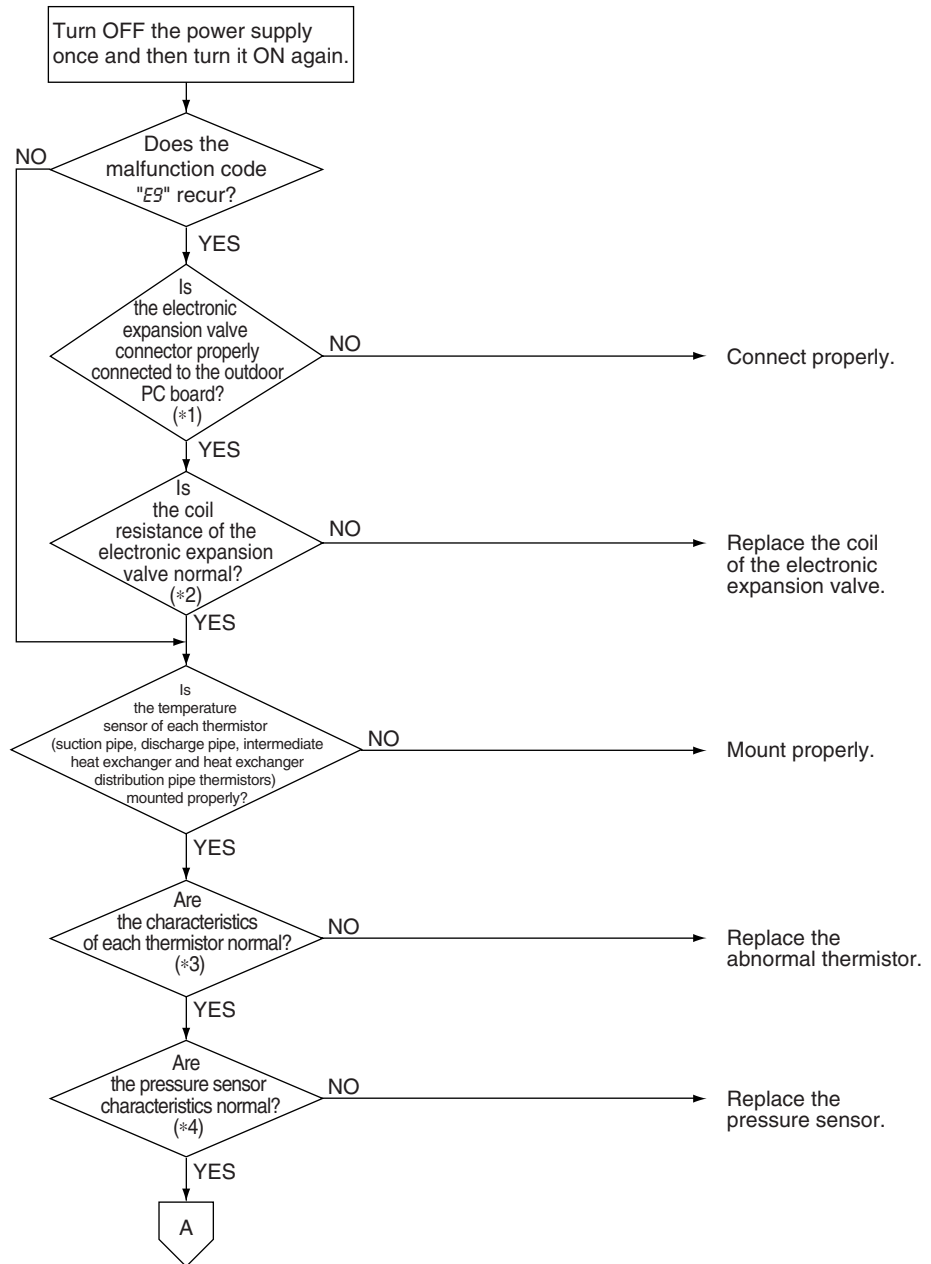 Turn OFF the power supply
once and then turn it ON again.
Does the
malfunction code
"E9" recur?
NO
YES
Is
the electronic
expansion valve
connector properly
connected to the outdoor
PC board?
(*1)
NO
Connect properly.
YES
Is
the coil
resistance of the
electronic expansion
valve normal?
(*2)
NO
Replace the coil
of the electronic
expansion valve.
YES
Is
the temperature
sensor of each thermistor
(suction pipe, discharge pipe, intermediate
heat exchanger and heat exchanger
distribution pipe thermistors)
mounted properly?
NO
Mount properly.
YES
Are
the characteristics
of each thermistor normal?
(*3)
NO
Replace the
abnormal thermistor.
YES
Are
the pressure sensor
characteristics normal?
(*4)
NO
Replace the
pressure sensor.
YES
A